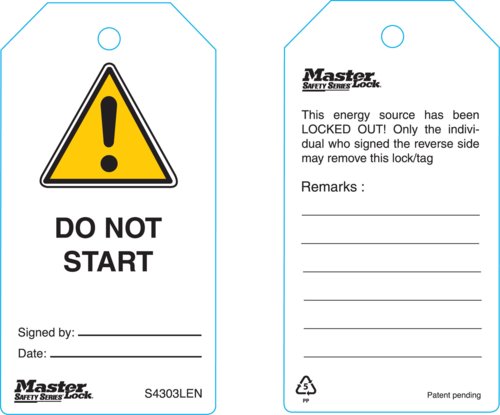 DO NOT
START
Signed by:
Date:
Master Lock
SAFETY SERIES
S4303LEN
Master Lock
SAFETY SERIES
This energy source has been
LOCKED OUT! Only the indivi-
dual who signed the reverse side
may remove this lock/tag
Remarks :
5
PP
Patent pending